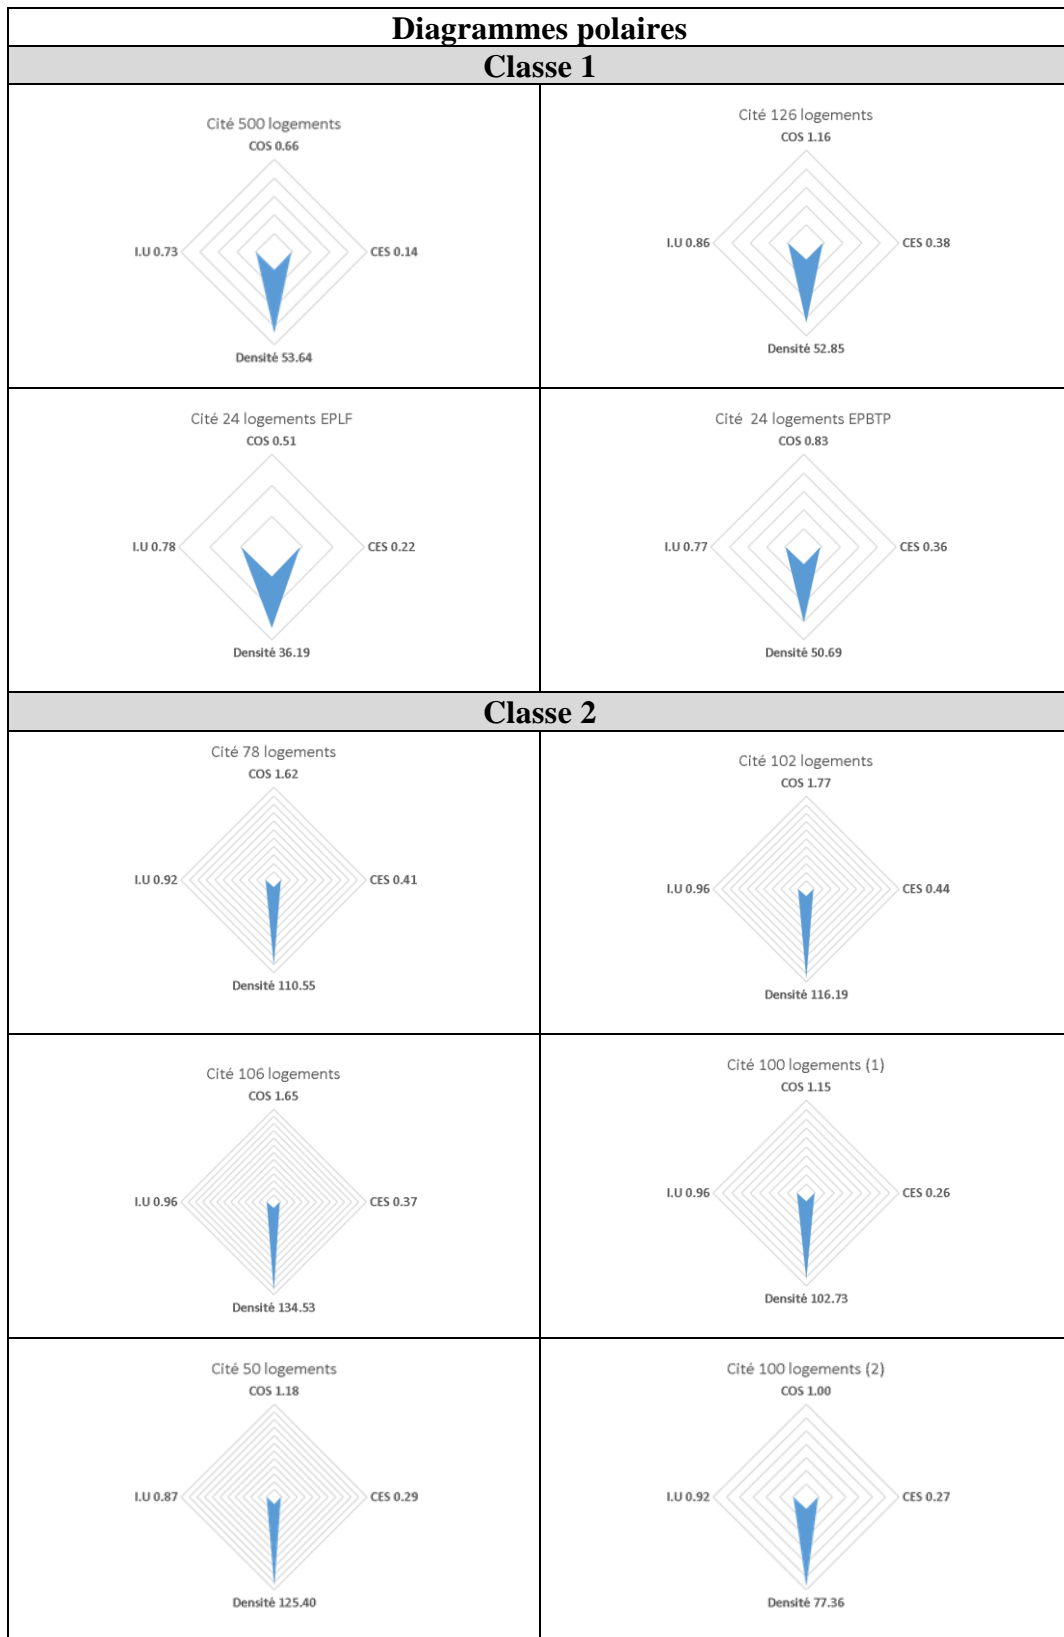 Diagrammes polaires
Classe 1
Cité 500 logements
COS 0.66
I.U 0.73
CES 0.14
Densité 53.64
Cité 126 logements
COS 1.16
I.U 0.86
CES 0.38
Densité 52.85
Cité 24 logements EPLF
COS 0.51
I.U 0.78
CES 0.22
Densité 36.19
Cité 24 logements EPBTP
COS 0.83
I.U 0.77
CES 0.36
Densité 50.69
Classe 2
Cité 78 logements
COS 1.62
I.U 0.92
CES 0.41
Densité 110.55
Cité 102 logements
COS 1.77
I.U 0.96
CES 0.44
Densité 116.19
Cité 106 logements
COS 1.65
I.U 0.96
CES 0.37
Densité 134.53
Cité 100 logements (1)
COS 1.15
I.U 0.96
CES 0.26
Densité 102.73
Cité 50 logements
COS 1.18
I.U 0.87
CES 0.29
Densité 125.40
Cité 100 logements (2)
COS 1.00
I.U 0.92
CES 0.27
Densité 77.36